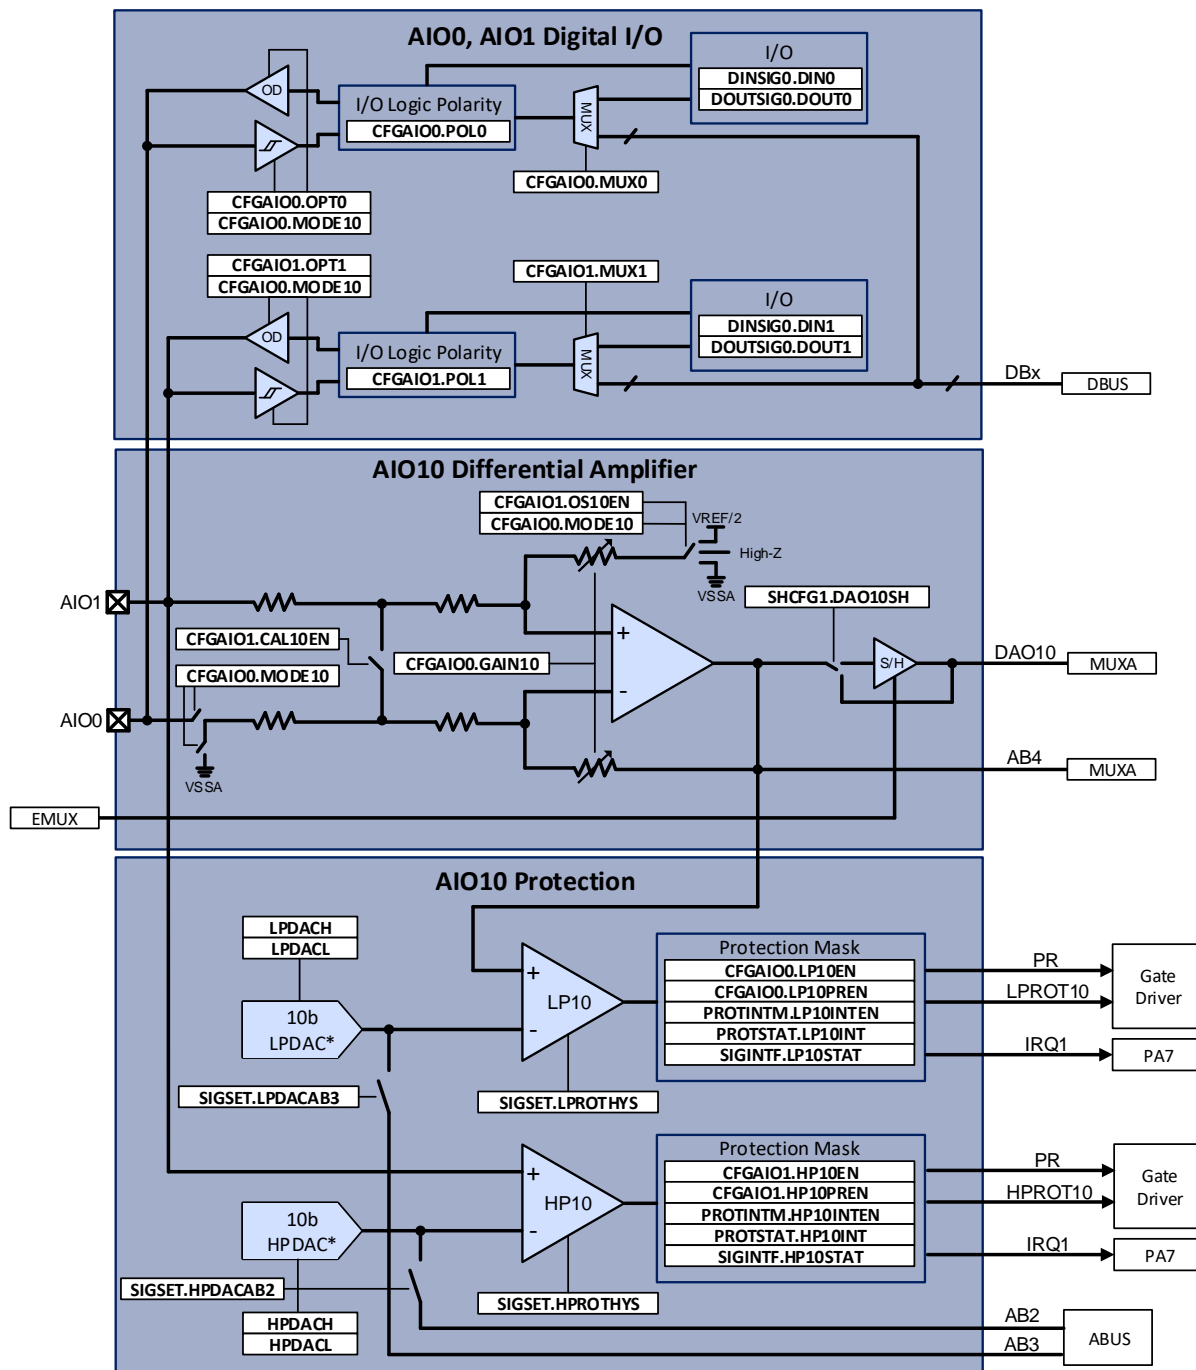 AIO0, AIO1 Digital I/O
I/O
DINSIG0.DIN0
DOUTSIG0.DOUT0
OD
I/O Logic Polarity
CFGAIO0.POL0
MUX
CFGAIO0.MUX0
CFGAIO0.OPT0
CFGAIO0.MODE10
CFGAIO1.OPT1
CFGAIO0.MODE10
CFGAIO1.MUX1
I/O
DINSIG0.DIN1
DOUTSIG0.DOUT1
OD
I/O Logic Polarity
CFGAIO1.POL1
MUX
DBx
DBUS
AIO10 Differential Amplifier
CFGAIO1.OS10EN
CFGAIO0.MODE10
VREF/2
High-Z
VSSA
AIO1
SHCFG1.DAO10SH
CFGAIO1.CAL10EN
CFGAIO0.GAIN10
CFGAIO0.MODE10
+
-
S/H
DAO10
MUXA
AIO0
VSSA
AB4
MUXA
EMUX
AIO10 Protection
LPDACH
LPDACL
10b
LPDAC*
+
LP10
-
Protection Mask
CFGAIO0.LP10EN
CFGAIO0.LP10PREN
PROTINTM.LP10INTEN
PROTSTAT.LP10INT
SIGINTF.LP10STAT
PR
LPROT10
Gate
Driver
IRQ1
PA7
SIGSET.LPDACAB3
SIGSET.LPROTHYS
10b
HPDAC*
+
HP10
-
Protection Mask
CFGAIO1.HP10EN
CFGAIO1.HP10PREN
PROTINTM.HP10INTEN
PROTSTAT.HP10INT
SIGINTF.HP10STAT
PR
HPROT10
Gate
Driver
IRQ1
PA7
SIGSET.HPDACAB2
SIGSET.HPROTHYS
HPDACH
HPDACL
AB2
AB3
ABUS